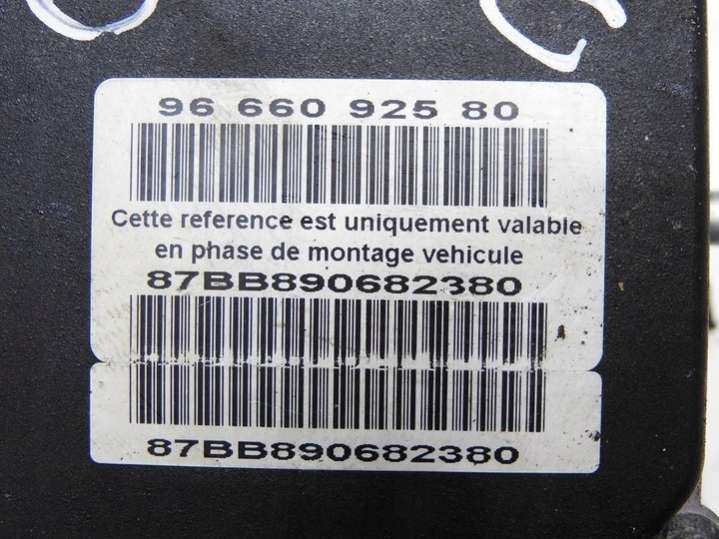 96 660 925 80
Cette reference est uniquement valable
en phase de montage vehicule
87BB890682380
87BB890682380